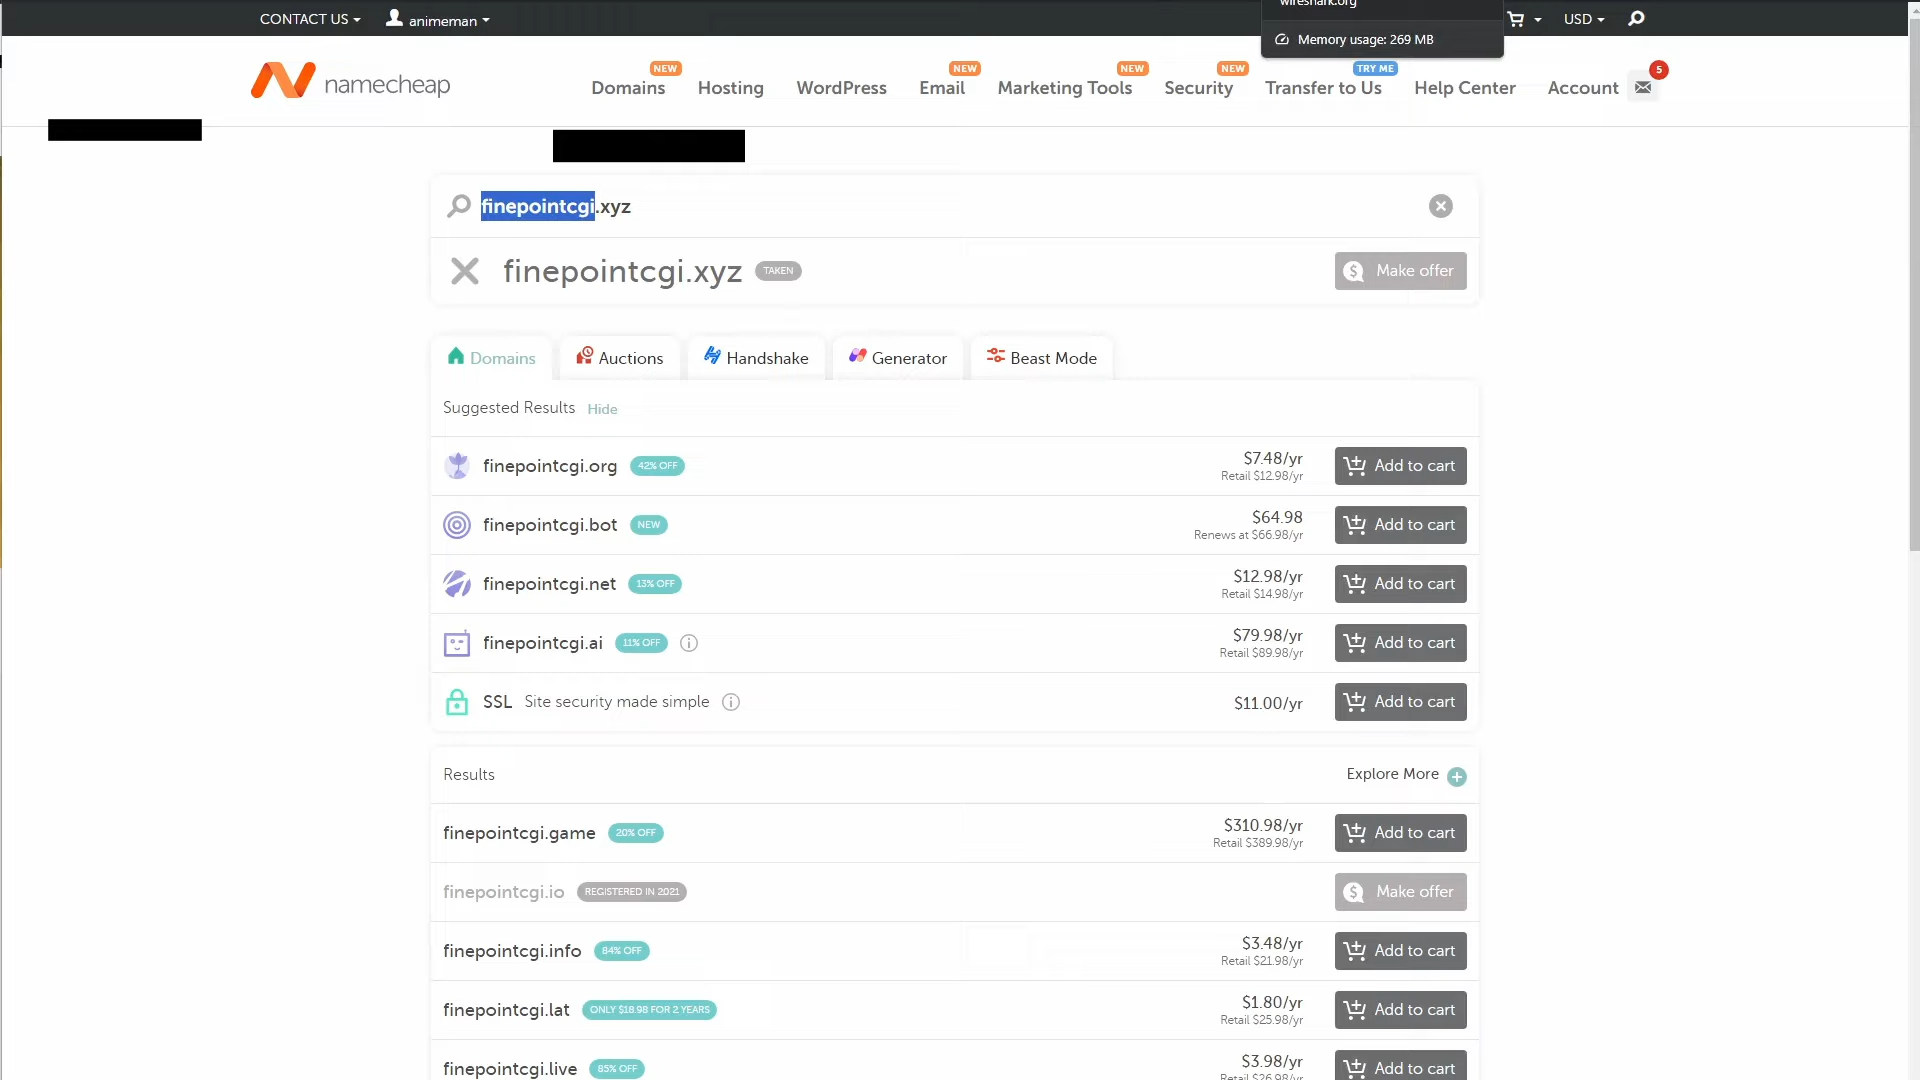 wireshark.org
CONTACT US animeman USD
Memory usage: 269 MB
NEW NEW NEW NEW TRY ME 5
namecheap Domains Hosting WordPress Email Marketing Tools Security Transfer to Us Help Center Account
finepointcgi.xyz
finepointcgi.xyz TAKEN Make offer
Domains Auctions Handshake Generator Beast Mode
Suggested Results Hide
finepointcgi.org 42% OFF $7.48/yr Add to cart
Retail $12.98/yr
finepointcgi.bot NEW $64.98 Add to cart
Renews at $66.98/yr
finepointcgi.net 13% OFF $12.98/yr Add to cart
Retail $14.98/yr
finepointcgi.ai 11% OFF $79.98/yr Add to cart
Retail $89.98/yr
SSL Site security made simple $11.00/yr Add to cart
Results Explore More
finepointcgi.game 20% OFF $310.98/yr Add to cart
Retail $389.98/yr
finepointcgi.io REGISTERED IN 2021 Make offer
finepointcgi.info 84% OFF $3.48/yr Add to cart
Retail $21.98/yr
finepointcgi.lat ONLY $18.98 FOR 2 YEARS $1.80/yr Add to cart
Retail $25.98/yr
finepointcgi.live 85% OFF $3.98/yr Add to cart
Retail $26.98/yr